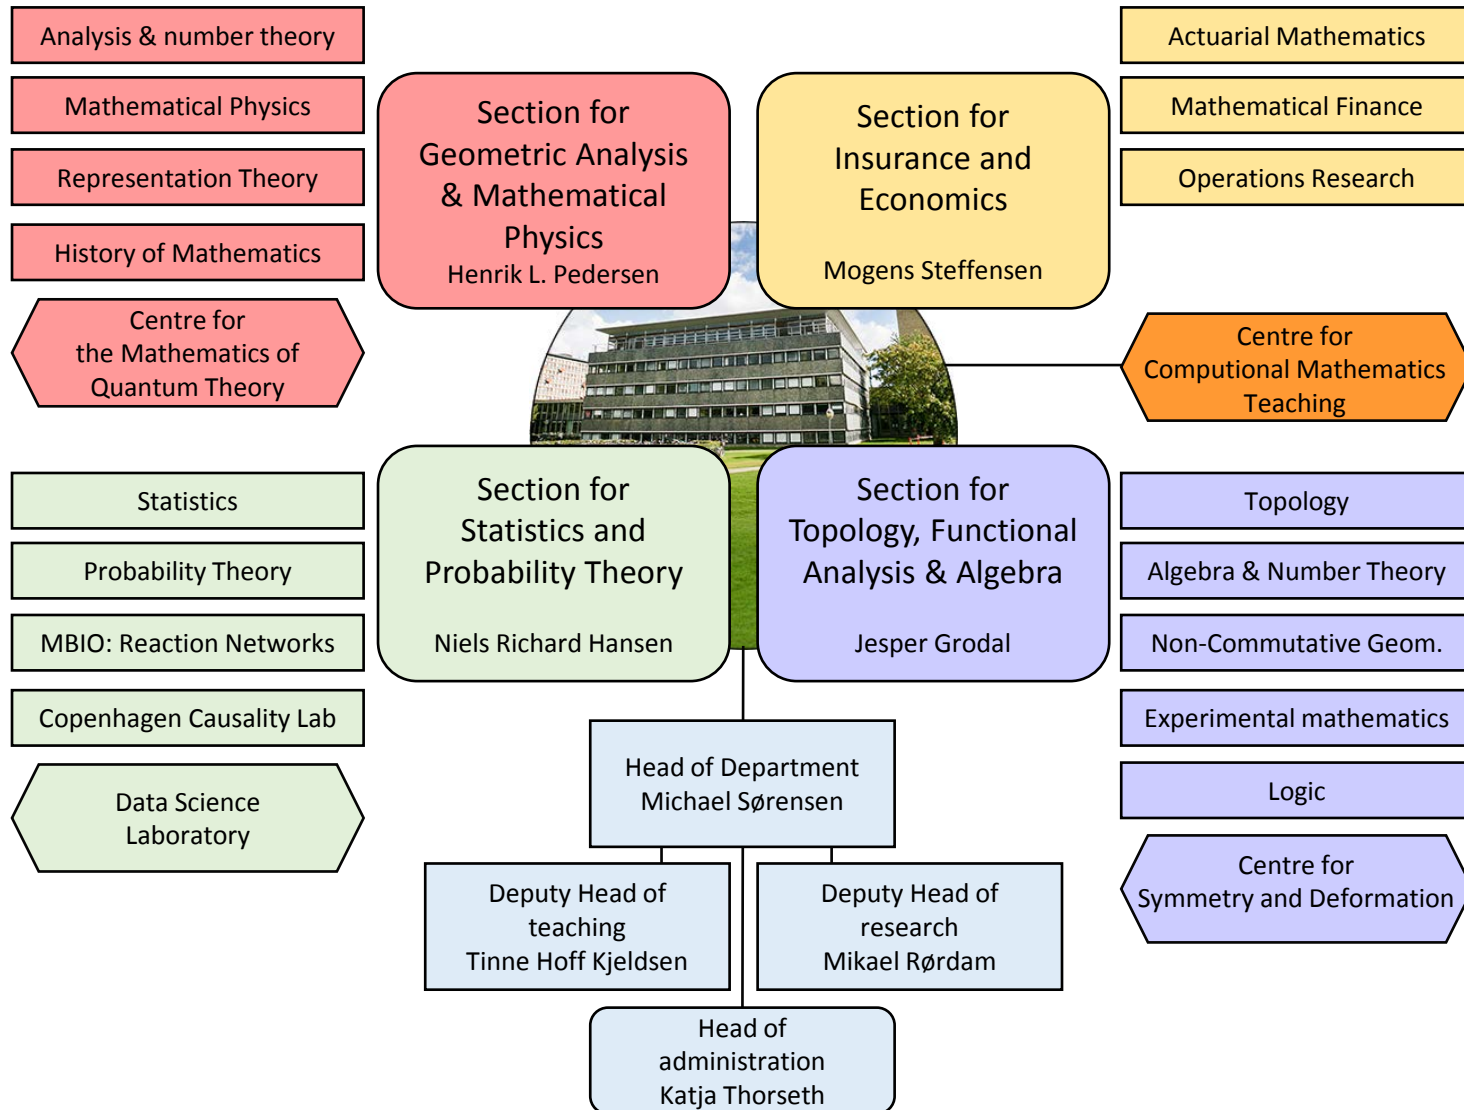 Analysis & number theory
Mathematical Physics
Representation Theory
History of Mathematics
Centre for
the Mathematics of
Quantum Theory
Section for
Geometric Analysis
& Mathematical
Physics
Henrik L. Pedersen
Section for
Insurance and
Economics
Mogens Steffensen
Actuarial Mathematics
Mathematical Finance
Operations Research
Centre for
Computional Mathematics
Teaching
Statistics
Probability Theory
MBIO: Reaction Networks
Copenhagen Causality Lab
Data Science
Laboratory
Section for
Statistics and
Probability Theory
Niels Richard Hansen
Section for
Topology, Functional
Analysis & Algebra
Jesper Grodal
Topology
Algebra & Number Theory
Non-Commutative Geom.
Experimental mathematics
Logic
Centre for
Symmetry and Deformation
Head of Department
Michael Sørensen
Deputy Head of
teaching
Tinne Hoff Kjeldsen
Deputy Head of
research
Mikael Rørdam
Head of
administration
Katja Thorseth